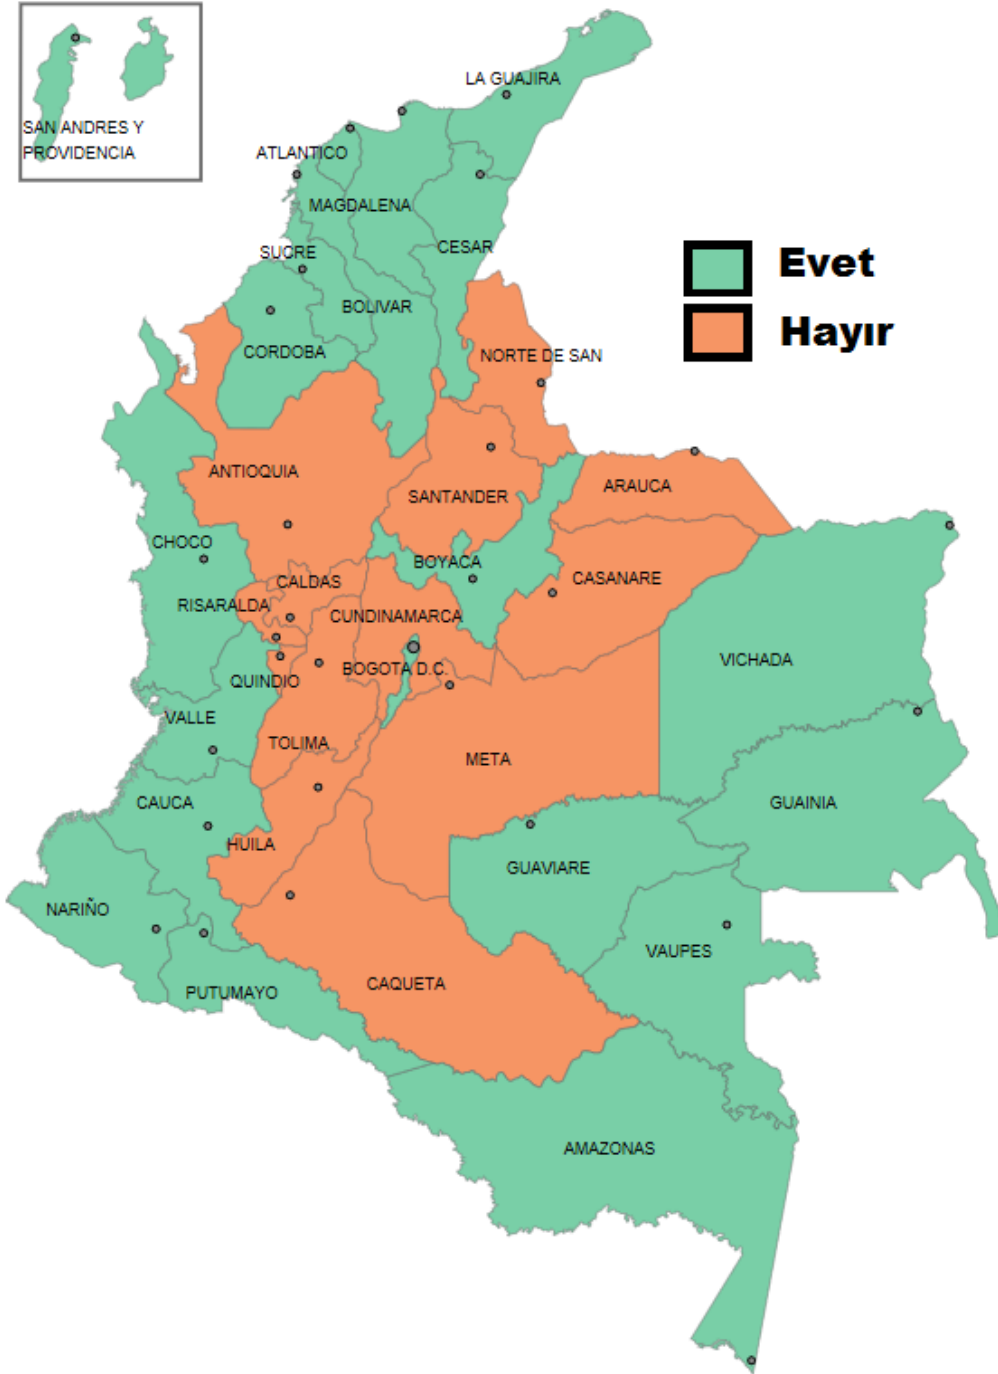 LA GUAJIRA
SAN ANDRES Y
PROVIDENCIA
ATLANTICO
MAGDALENA
CESAR
SUCRE
BOLIVAR
CORDOBA
Evet
Hayır
NORTE DE SAN
ANTIOQUIA
SANTANDER
ARAUCA
CHOCO
BOYACA
CALDAS
CASANARE
RISARALDA
CUNDINAMARCA
BOGOTA D.C.
VICHADA
QUINDIO
VALLE
TOLIMA
META
CAUCA
GUAINIA
HUILA
GUAVIARE
NARIÑO
VAUPES
PUTUMAYO
CAQUETA
AMAZONAS